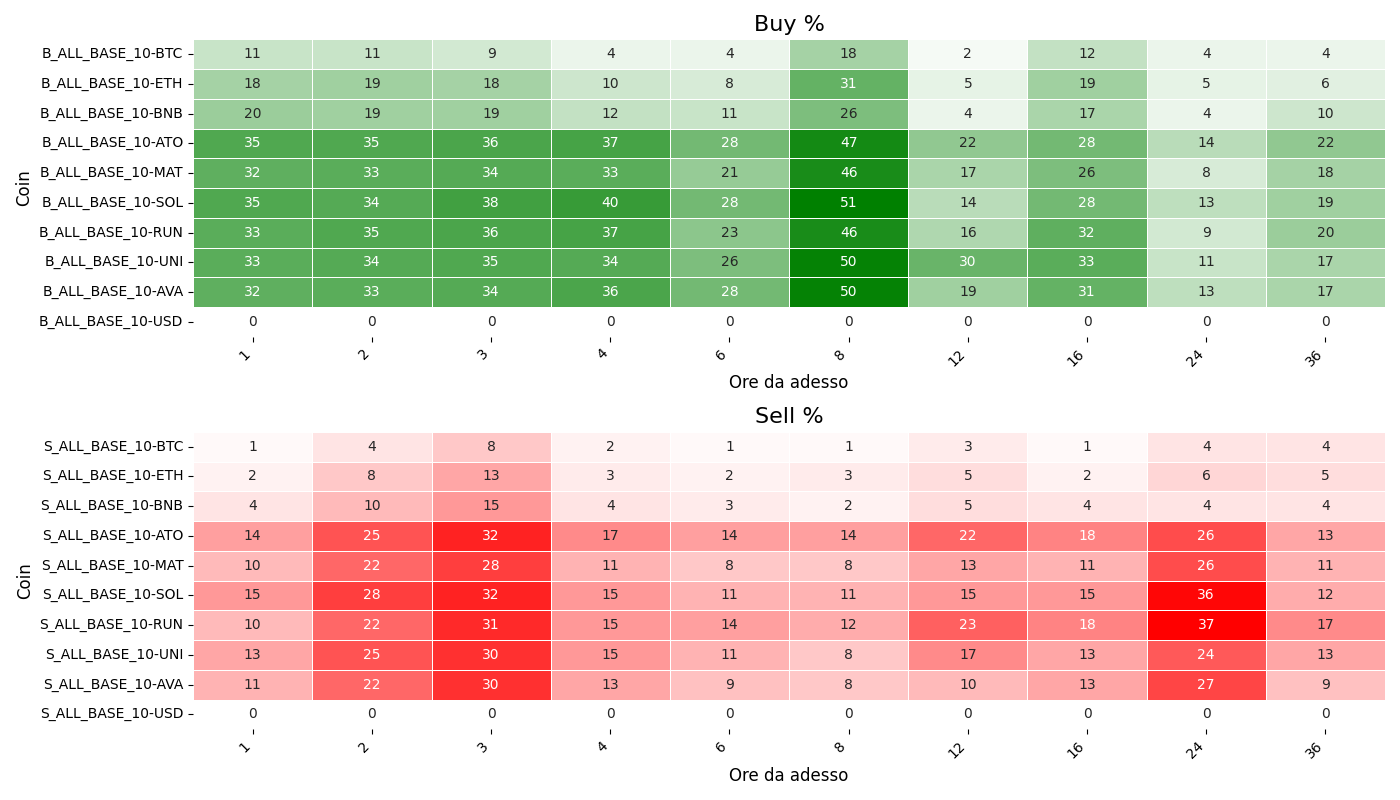 Buy %
Coin
B_ALL_BASE_10-BTC 11 11 9 4 4 18 2 12 4 4
B_ALL_BASE_10-ETH 18 19 18 10 8 31 5 19 5 6
B_ALL_BASE_10-BNB 20 19 19 12 11 26 4 17 4 10
B_ALL_BASE_10-ATO 35 35 36 37 28 47 22 28 14 22
B_ALL_BASE_10-MAT 32 33 34 33 21 46 17 26 8 18
B_ALL_BASE_10-SOL 35 34 38 40 28 51 14 28 13 19
B_ALL_BASE_10-RUN 33 35 36 37 23 46 16 32 9 20
B_ALL_BASE_10-UNI 33 34 35 34 26 50 30 33 11 17
B_ALL_BASE_10-AVA 32 33 34 36 28 50 19 31 13 17
B_ALL_BASE_10-USD 0 0 0 0 0 0 0 0 0 0
1 2 3 4 6 8 12 16 24 36
Ore da adesso
Sell %
Coin
S_ALL_BASE_10-BTC 1 4 8 2 1 1 3 1 4 4
S_ALL_BASE_10-ETH 2 8 13 3 2 3 5 2 6 5
S_ALL_BASE_10-BNB 4 10 15 4 3 2 5 4 4 4
S_ALL_BASE_10-ATO 14 25 32 17 14 14 22 18 26 13
S_ALL_BASE_10-MAT 10 22 28 11 8 8 13 11 26 11
S_ALL_BASE_10-SOL 15 28 32 15 11 11 15 15 36 12
S_ALL_BASE_10-RUN 10 22 31 15 14 12 23 18 37 17
S_ALL_BASE_10-UNI 13 25 30 15 11 8 17 13 24 13
S_ALL_BASE_10-AVA 11 22 30 13 9 8 10 13 27 9
S_ALL_BASE_10-USD 0 0 0 0 0 0 0 0 0 0
1 2 3 4 6 8 12 16 24 36
Ore da adesso